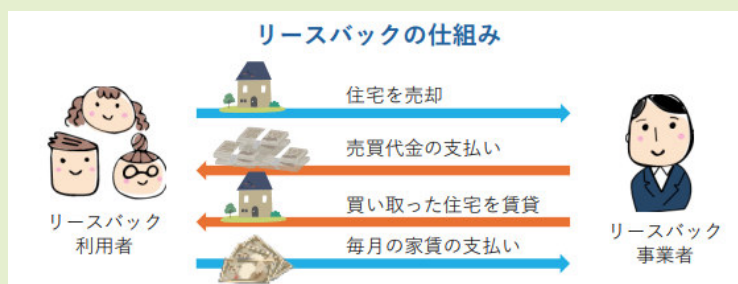 リースバックの仕組み
住宅を売却
売買代金の支払い
買い取った住宅を賃貸
毎月の家賃の支払い
リースバック
利用者
リースバック
事業者